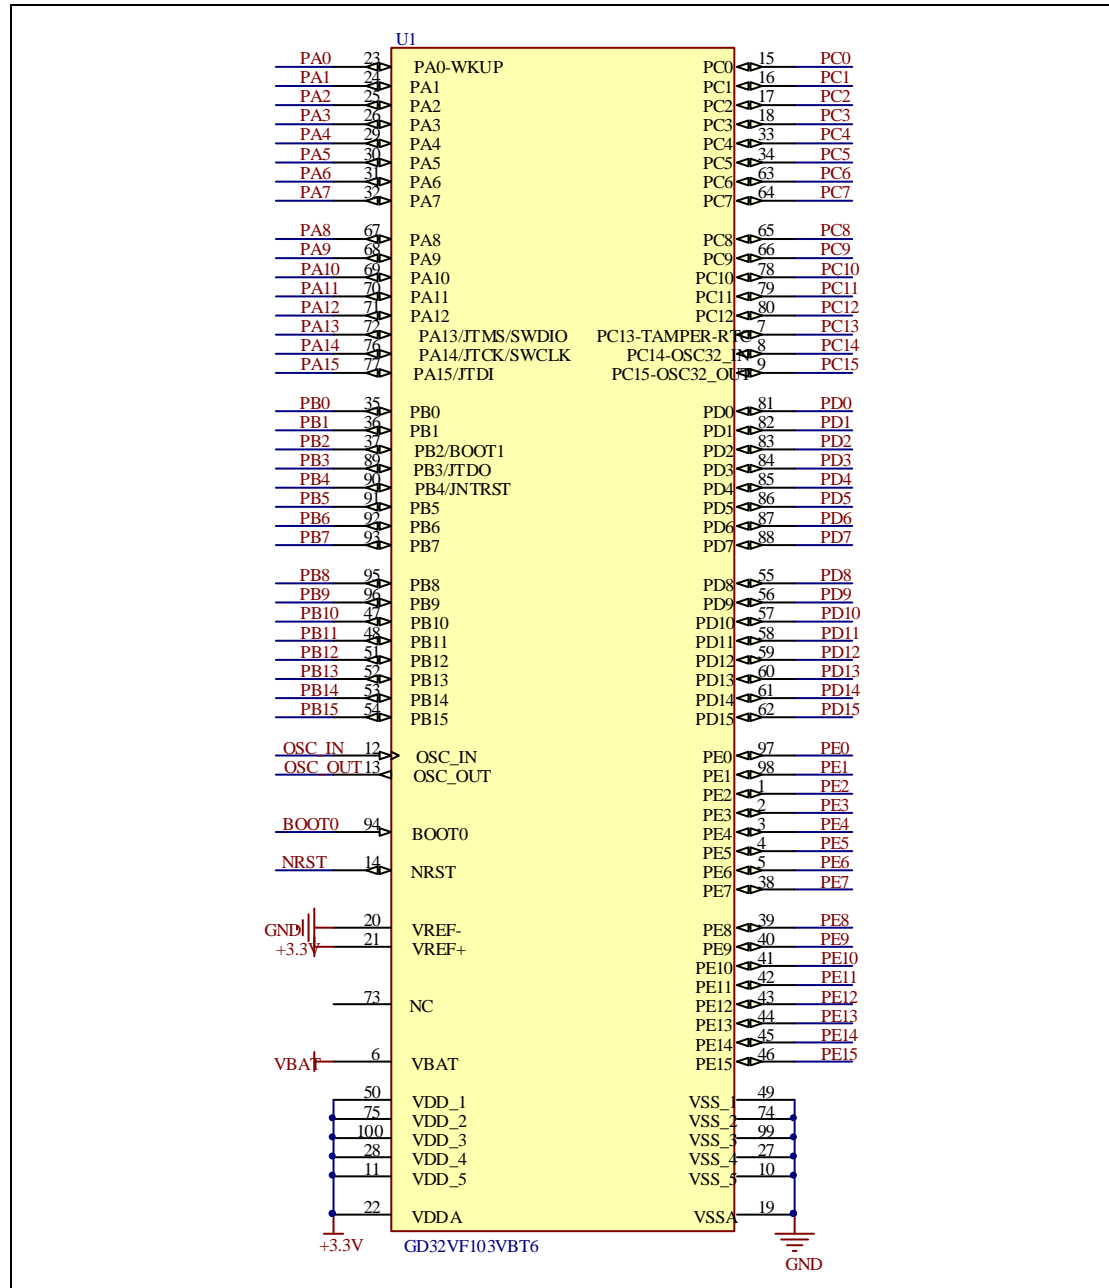 U1
PA0 23 PA0-WKUP PC0 15 PC0
PA1 24 PA1 PC1 16 PC1
PA2 25 PA2 PC2 17 PC2
PA3 26 PA3 PC3 18 PC3
PA4 29 PA4 PC4 33 PC4
PA5 30 PA5 PC5 34 PC5
PA6 31 PA6 PC6 63 PC6
PA7 32 PA7 PC7 64 PC7
PA8 67 PA8 PC8 65 PC8
PA9 68 PA9 PC9 66 PC9
PA10 69 PA10 PC10 78 PC10
PA11 70 PA11 PC11 79 PC11
PA12 71 PA12 PC12 80 PC12
PA13 72 PA13/JTMS/SWDIO PC13-TAMPER-RTC 7 PC13
PA14 76 PA14/JTCK/SWCLK PC14-OSC32_IN 8 PC14
PA15 77 PA15/JTDI PC15-OSC32_OUT 9 PC15
PB0 35 PB0 PD0 81 PD0
PB1 36 PB1 PD1 82 PD1
PB2 37 PB2/BOOT1 PD2 83 PD2
PB3 89 PB3/JTDO PD3 84 PD3
PB4 90 PB4/JNTRST PD4 85 PD4
PB5 91 PB5 PD5 86 PD5
PB6 92 PB6 PD6 87 PD6
PB7 93 PB7 PD7 88 PD7
PB8 95 PB8 PD8 55 PD8
PB9 96 PB9 PD9 56 PD9
PB10 47 PB10 PD10 57 PD10
PB11 48 PB11 PD11 58 PD11
PB12 51 PB12 PD12 59 PD12
PB13 52 PB13 PD13 60 PD13
PB14 53 PB14 PD14 61 PD14
PB15 54 PB15 PD15 62 PD15
OSC_IN 12 OSC_IN PE0 97 PE0
OSC_OUT 13 OSC_OUT PE1 98 PE1
PE2 1 PE2
PE3 2 PE3
BOOT0 94 BOOT0 PE4 3 PE4
PE5 4 PE5
NRST 14 NRST PE6 5 PE6
PE7 38 PE7
GND 20 VREF- PE8 39 PE8
+3.3V 21 VREF+ PE9 40 PE9
PE10 41 PE10
PE11 42 PE11
73 NC PE12 43 PE12
PE13 44 PE13
PE14 45 PE14
VBAT 6 VBAT PE15 46 PE15
50 VDD_1 VSS_1 49
75 VDD_2 VSS_2 74
100 VDD_3 VSS_3 99
28 VDD_4 VSS_4 27
11 VDD_5 VSS_5 10
22 VDDA VSSA 19
+3.3V GD32VF103VBT6 GND